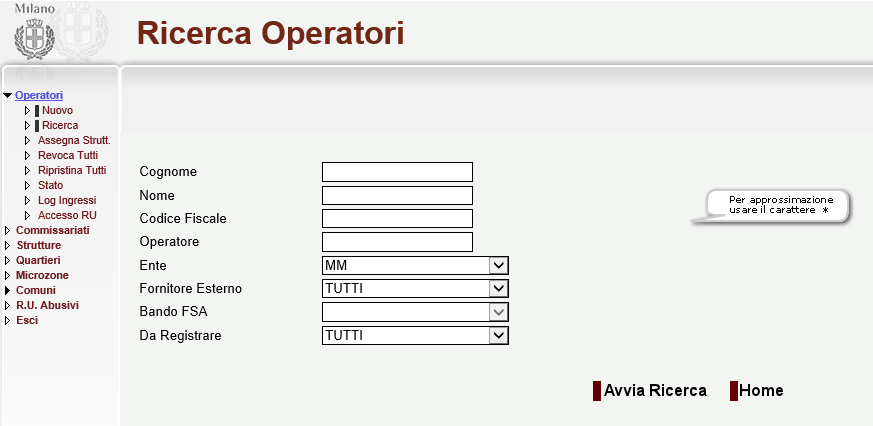 Milano
Ricerca Operatori
Operatori
Nuovo
Ricerca
Assegna Strutt.
Revoca Tutti
Ripristina Tutti
Stato
Log Ingressi
Accesso RU
Commissariati
Strutture
Quartieri
Microzone
Comuni
R.U. Abusivi
Esci
Cognome
Nome
Codice Fiscale
Operatore
Ente MM
Fornitore Esterno TUTTI
Bando FSA
Da Registrare TUTTI
Per approssimazione
usare il carattere *
Avvia Ricerca Home